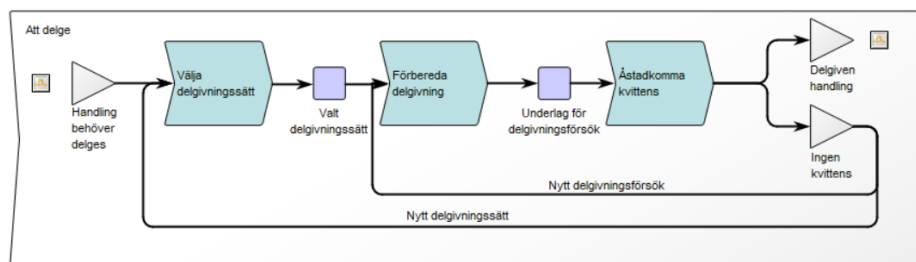 Att delge
Välja
delgivningssätt
Förbereda
delgivning
Åstadkomma
kvittens
Handling
behöver
delges
Valt
delgivningssätt
Underlag för
delgivningsförsök
Delgiven
handling
Ingen
kvittens
Nytt delgivningsförsök
Nytt delgivningssätt